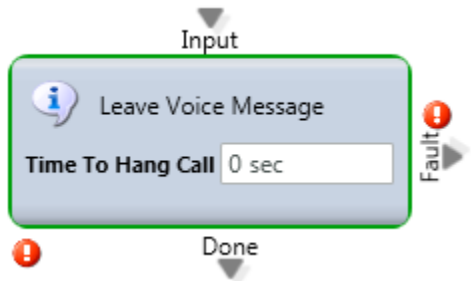 Input
Leave Voice Message
Time To Hang Call 0 sec
Fault
Done